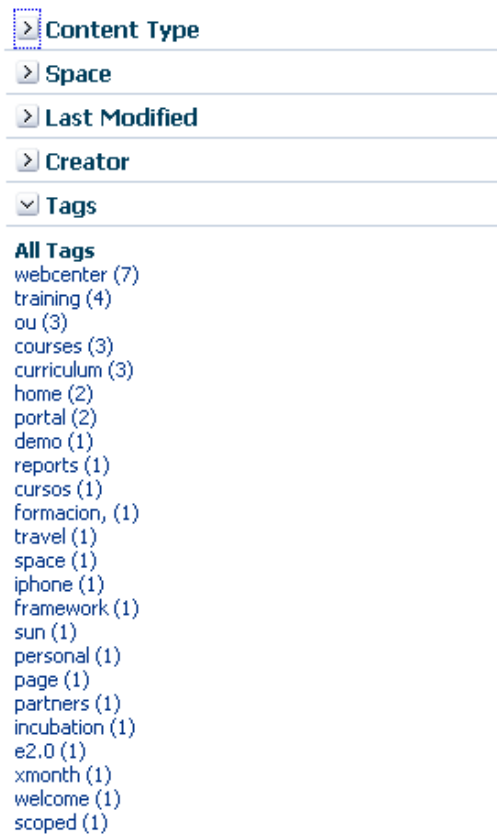 Content Type
Space
Last Modified
Creator
Tags
All Tags
webcenter (7)
training (4)
ou (3)
courses (3)
curriculum (3)
home (2)
portal (2)
demo (1)
reports (1)
cursos (1)
formacion, (1)
travel (1)
space (1)
iphone (1)
framework (1)
sun (1)
personal (1)
page (1)
partners (1)
incubation (1)
e2.0 (1)
xmonth (1)
welcome (1)
scoped (1)